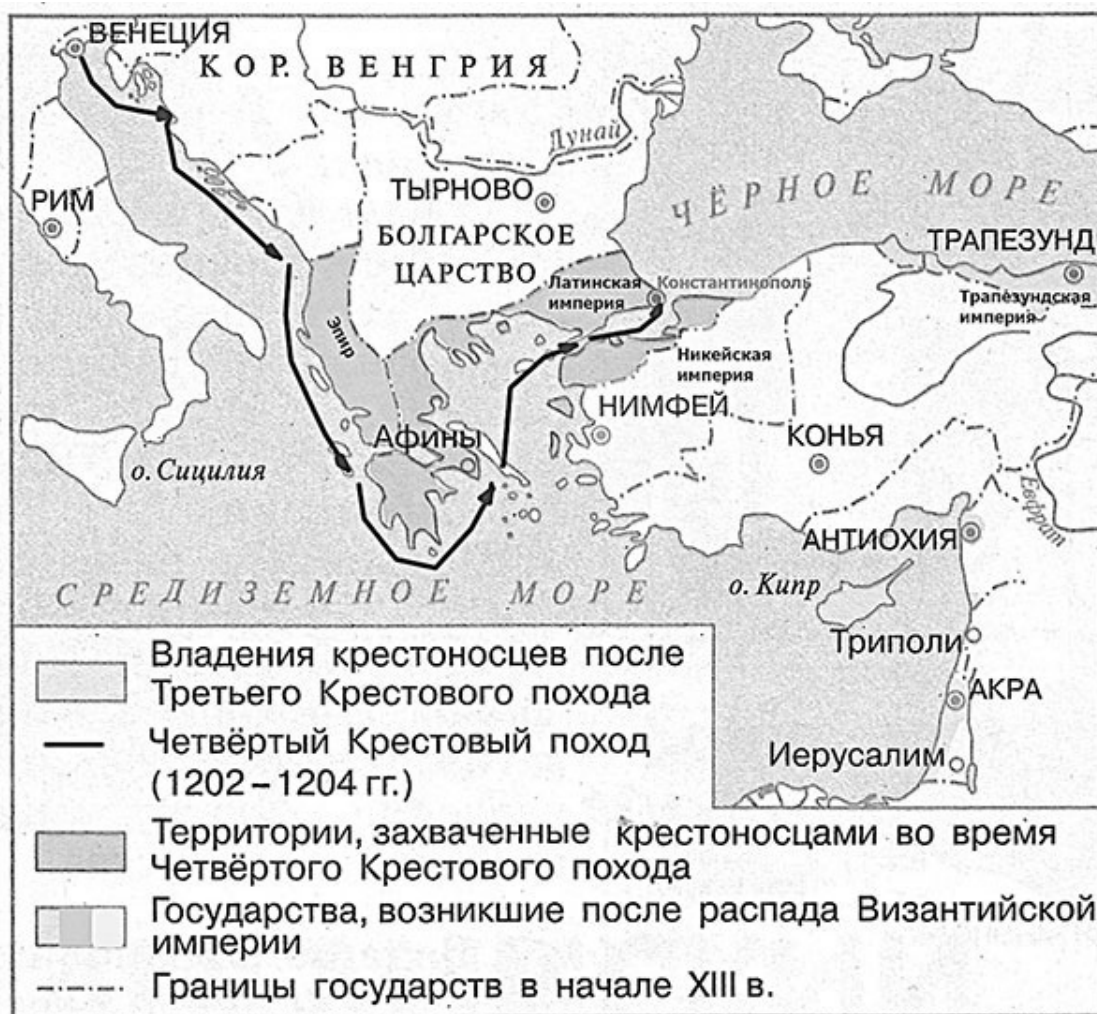 ВЕНЕЦИЯ
КОР. ВЕНГРИЯ
Дунай
РИМ
ТЫРНОВО
ЧЁРНОЕ МОРЕ
БОЛГАРСКОЕ
ЦАРСТВО
ТРАПЕЗУНД
Латинская
империя
Константинополь
Трапезундская
империя
Эпир
Никейская
империя
НИМФЕЙ
Афины
КОНЬЯ
о. Сицилия
Евфрат
АНТИОХИЯ
СРЕДИЗЕМНОЕ МОРЕ
о. Кипр
Триполи
АКРА
Иерусалим
Владения крестоносцев после
Третьего Крестового похода
Четвёртый Крестовый поход
(1202–1204 гг.)
Территории, захваченные крестоносцами во время
Четвёртого Крестового похода
Государства, возникшие после распада Византийской
империи
Границы государств в начале XIII в.